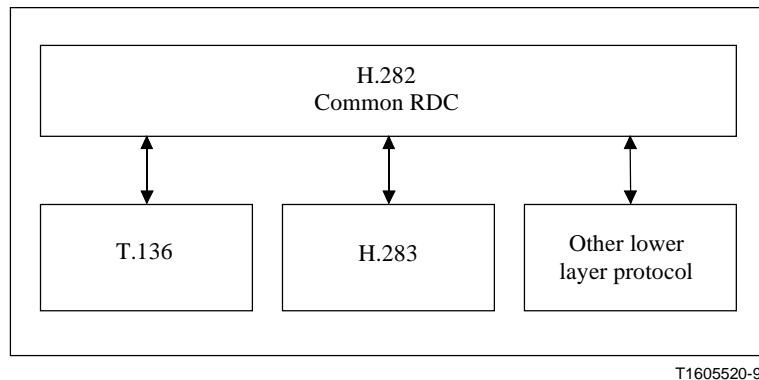 H.282
Common RDC
T.136
H.283
Other lower
layer protocol
T1605520-9